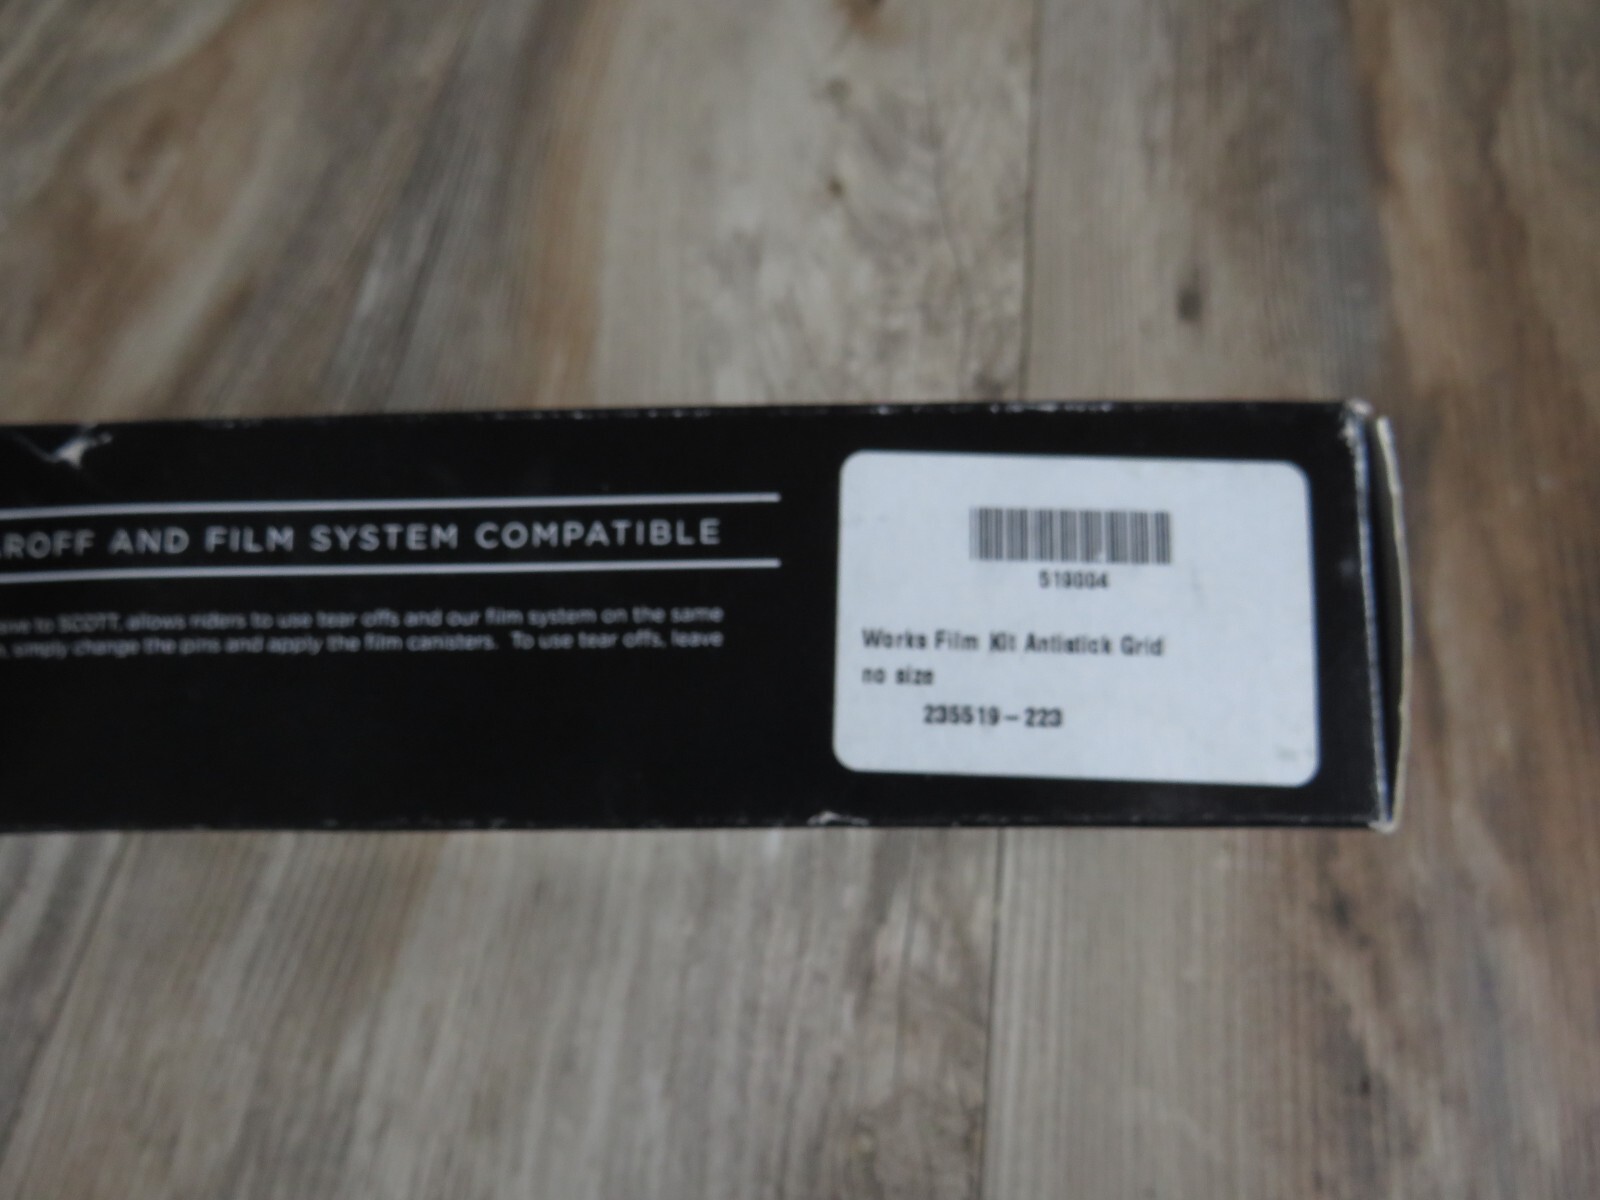 ROFF AND FILM SYSTEM COMPATIBLE
to SCOTT, allows riders to use tear offs and our film system on the same
simply change the pins and apply the film canisters. To use tear offs, leave
519004
Works Film Kit Antistick Grid
no size
235519-223